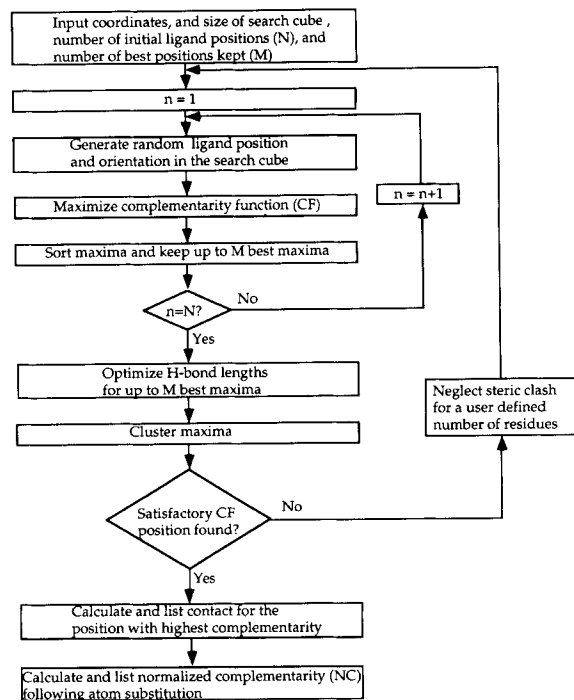 Input coordinates, and size of search cube ,
number of initial ligand positions (N), and
number of best positions kept (M)
n = 1
Generate random ligand position
and orientation in the search cube
n = n+1
Maximize complementarity function (CF)
Sort maxima and keep up to M best maxima
n=N?
No
Yes
Optimize H-bond lengths
for up to M best maxima
Neglect steric clash
for a user defined
number of residues
Cluster maxima
Satisfactory CF
position found?
No
Yes
Calculate and list contact for the
position with highest complementarity
Calculate and list normalized complementarity (NC)
following atom substitution